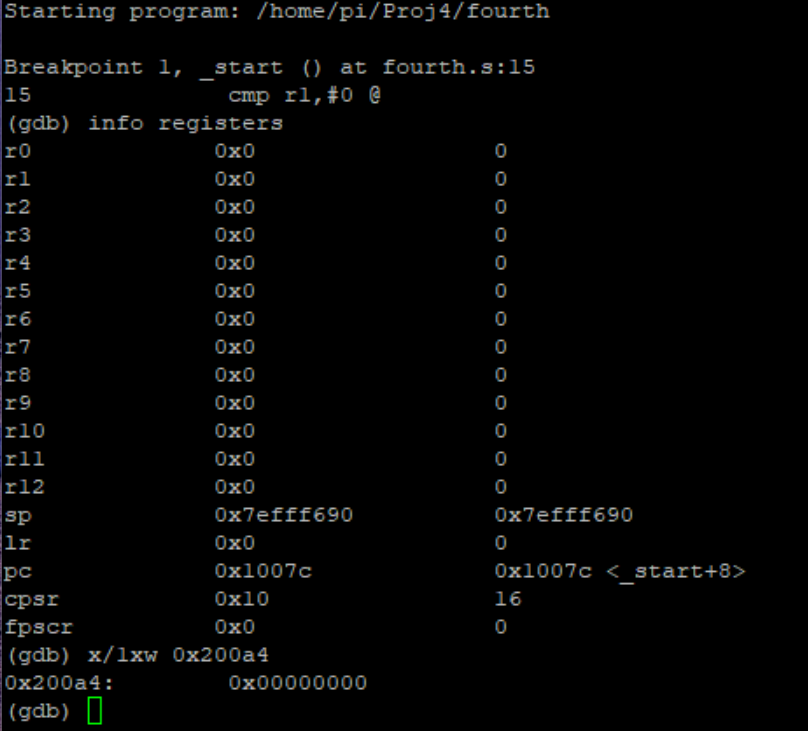 Starting program: /home/pi/Proj4/fourth
Breakpoint 1, _start () at fourth.s:15
15 cmp r1,#0 @
(gdb) info registers
r0 0x0 0
r1 0x0 0
r2 0x0 0
r3 0x0 0
r4 0x0 0
r5 0x0 0
r6 0x0 0
r7 0x0 0
r8 0x0 0
r9 0x0 0
r10 0x0 0
r11 0x0 0
r12 0x0 0
sp 0x7efff690 0x7efff690
lr 0x0 0
pc 0x1007c 0x1007c <_start+8>
cpsr 0x10 16
fpscr 0x0 0
(gdb) x/1xw 0x200a4
0x200a4: 0x00000000
(gdb)